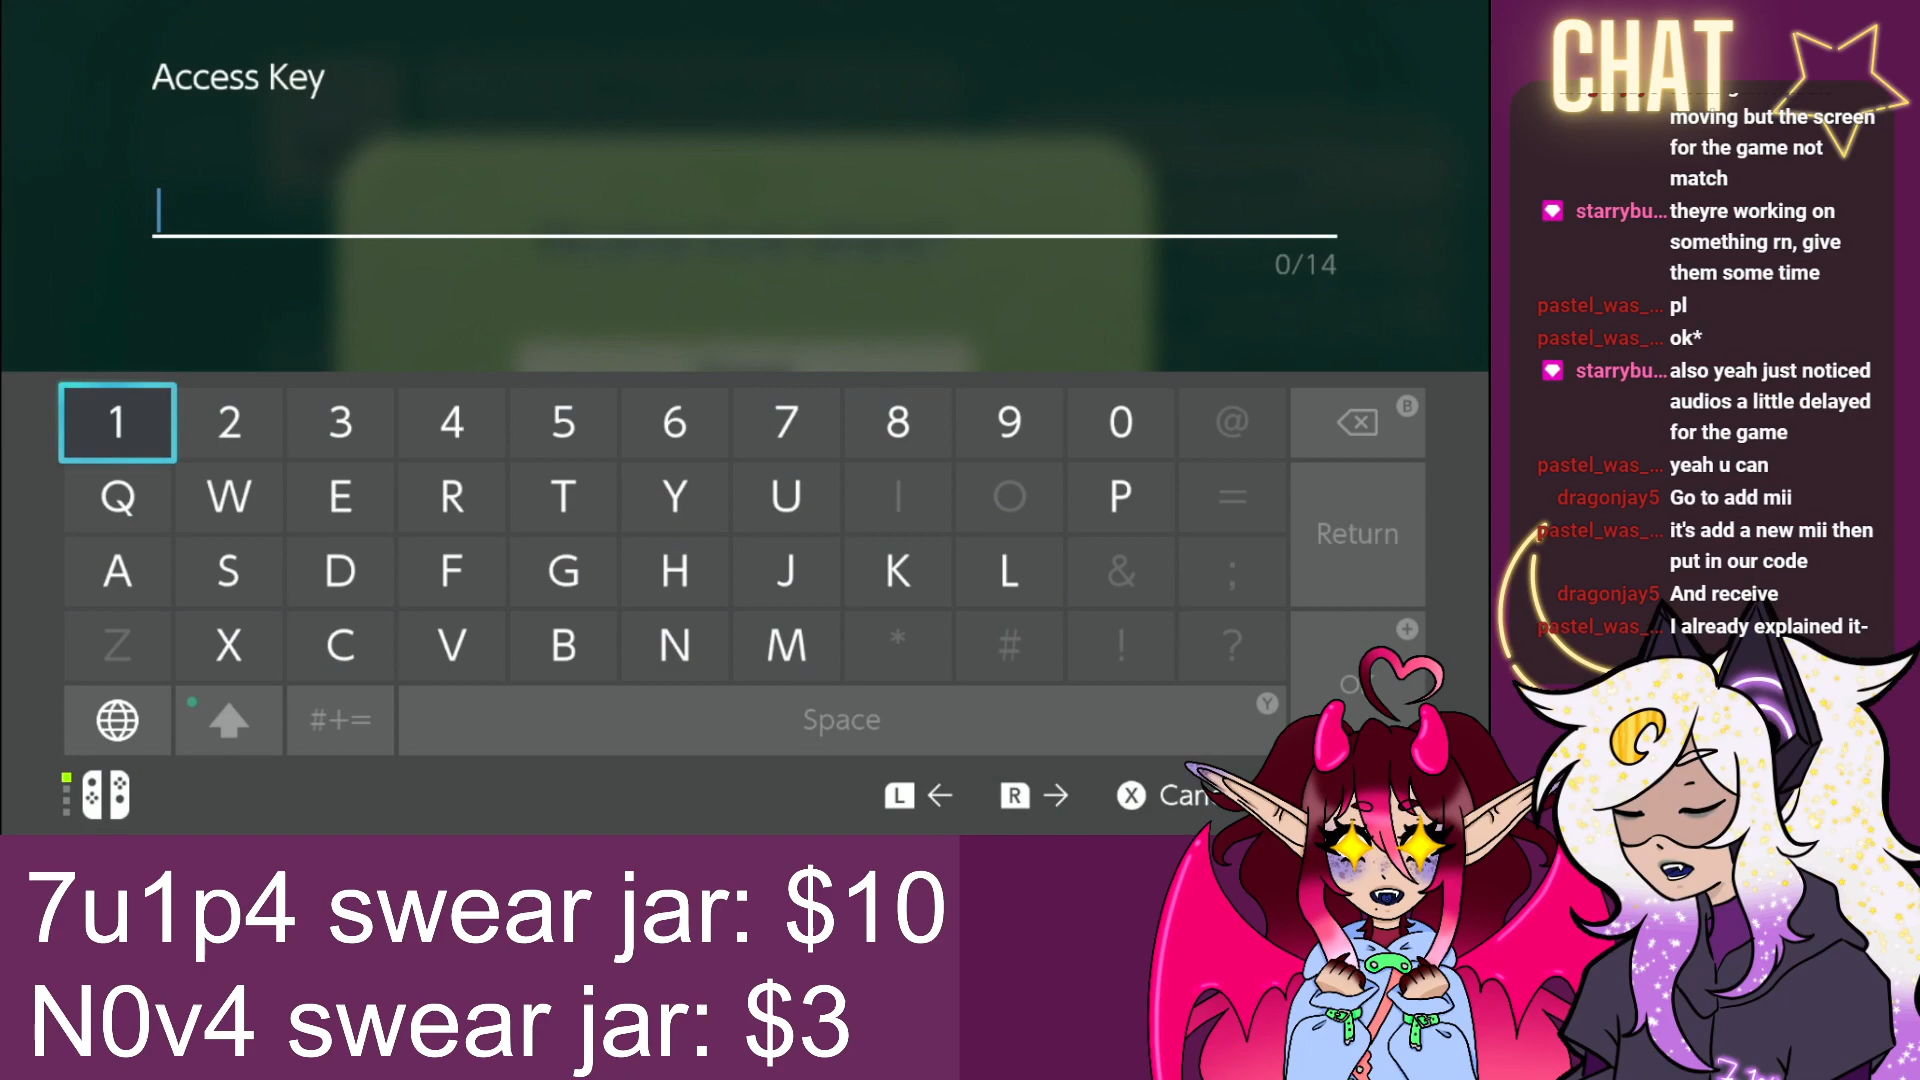 Access Key
0/14
1 2 3 4 5 6 7 8 9 0 @ B
Q W E R T Y U I O P = Return
A S D F G H J K L & ;
Z X C V B N M * # ! ? +
#+= Space Y
L ← R → X Can
CHAT
moving but the screen
for the game not
match
starrybu... theyre working on
something rn, give
them some time
pastel_was_... pl
pastel_was_... ok*
starrybu... also yeah just noticed
audios a little delayed
for the game
pastel_was_... yeah u can
dragonjay5 Go to add mii
pastel_was_... it's add a new mii then
put in our code
dragonjay5 And receive
pastel_was_... I already explained it-
7u1p4 swear jar: $10
N0v4 swear jar: $3